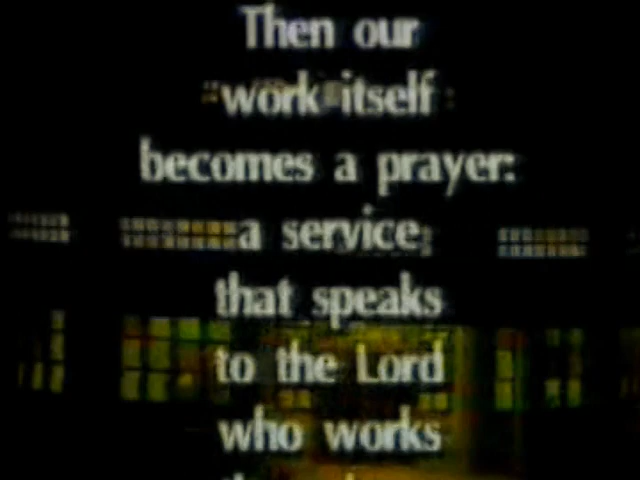 Then our
work itself
becomes a prayer:
a service
that speaks
to the Lord
who works